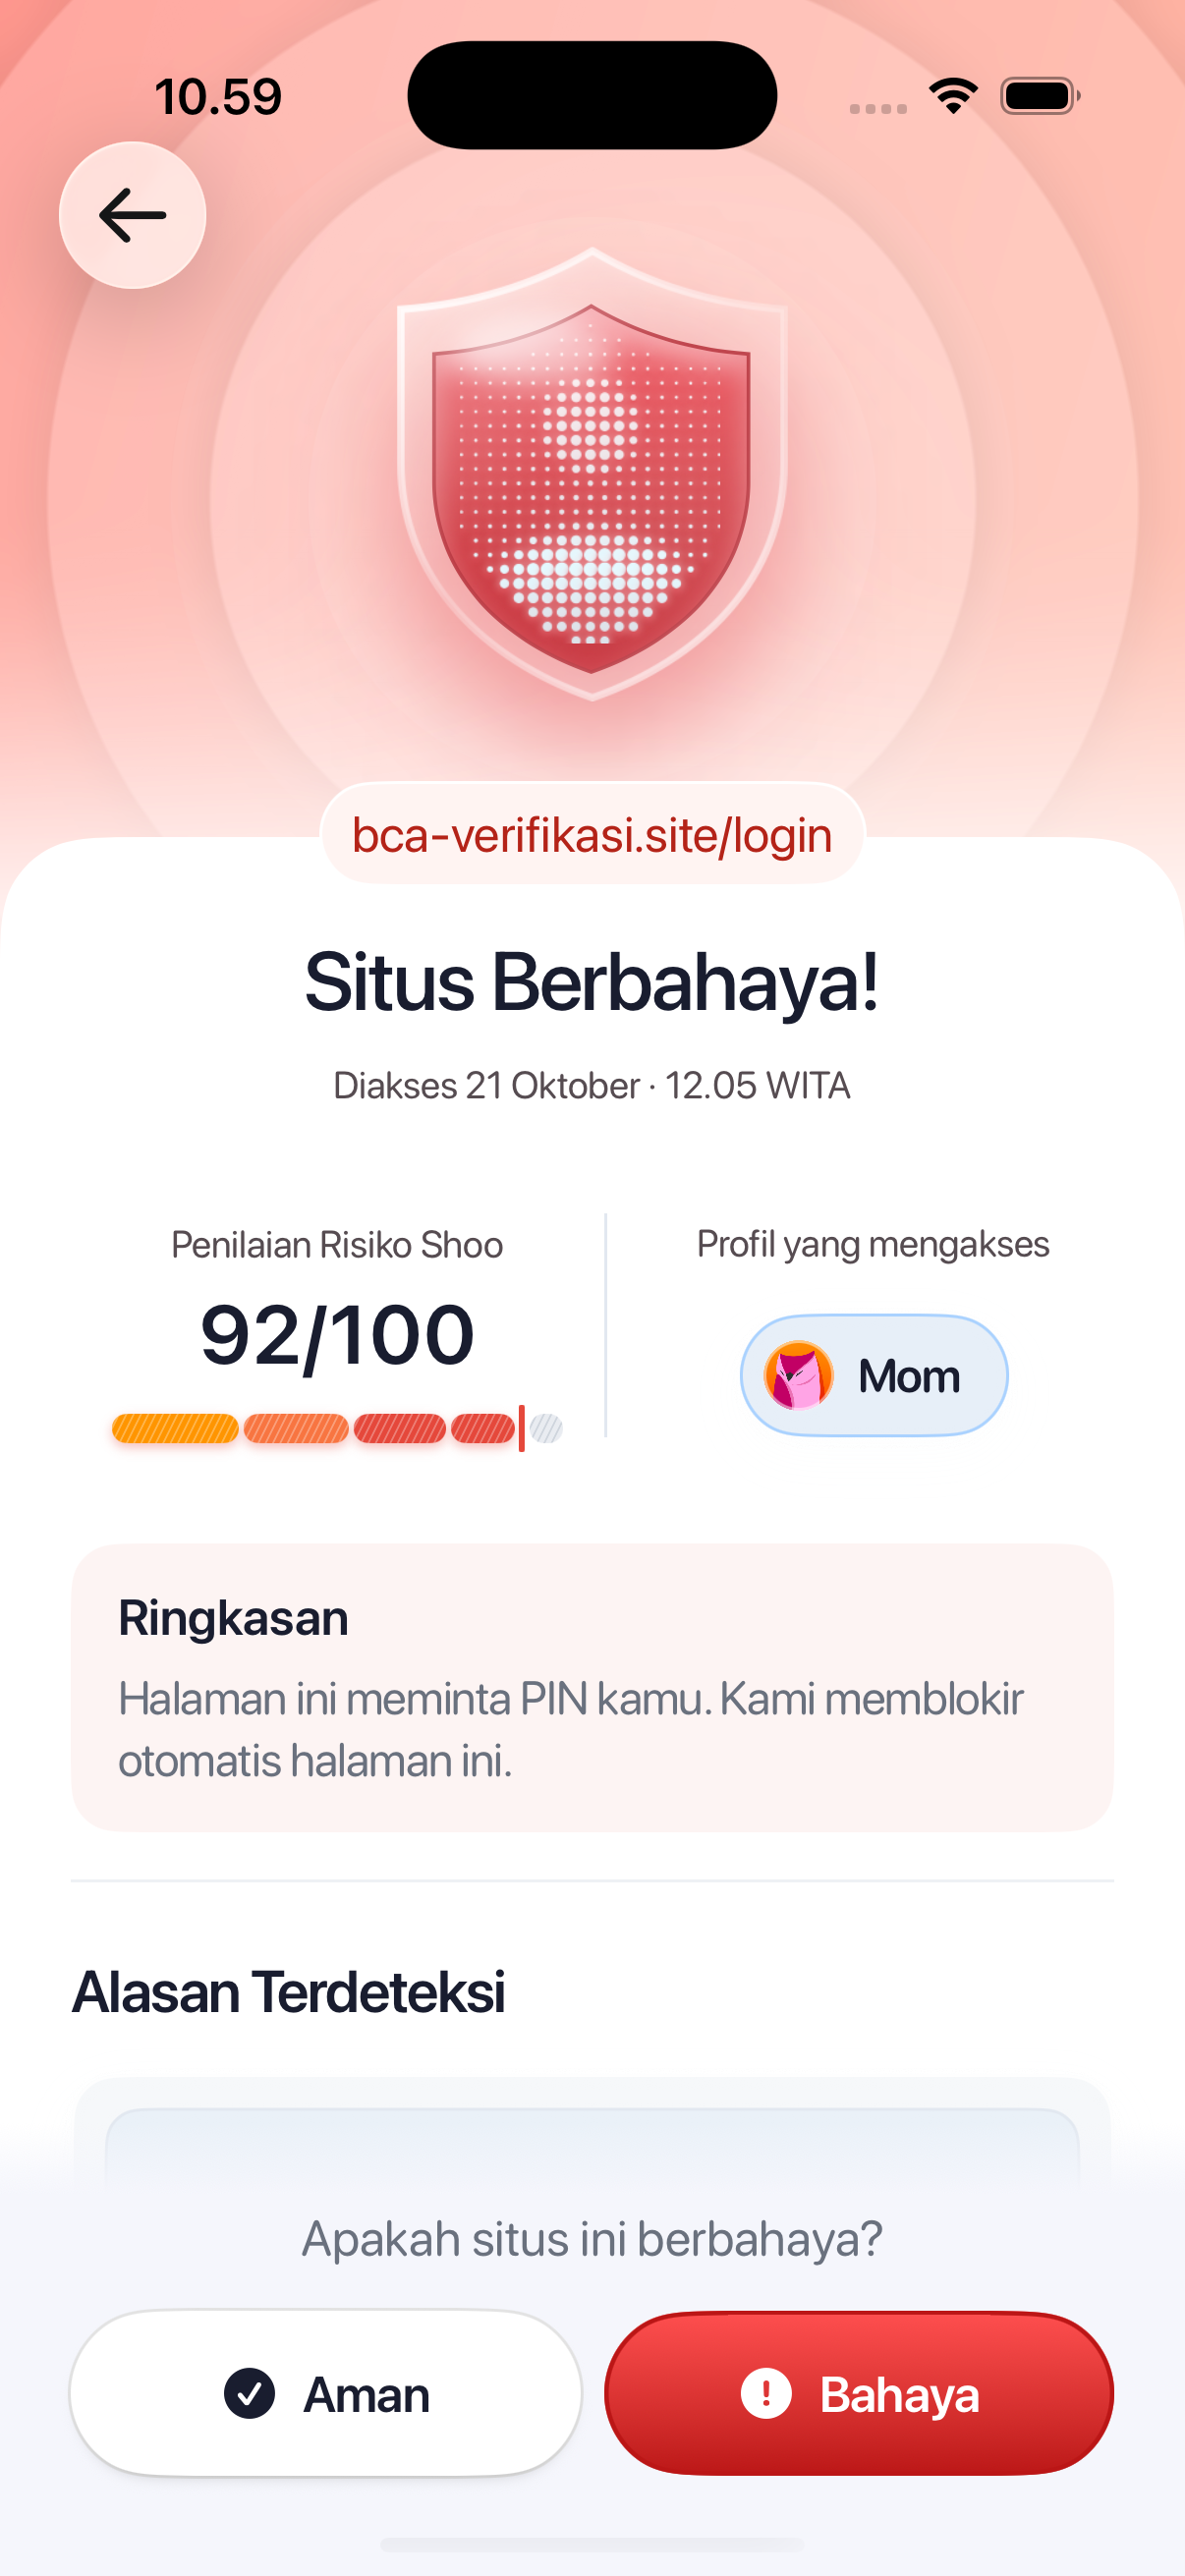 10.59
bca-verifikasi.site/login
Situs Berbahaya!
Diakses 21 Oktober · 12.05 WITA
Penilaian Risiko Shoo
92/100
Profil yang mengakses
Mom
Ringkasan
Halaman ini meminta PIN kamu. Kami memblokir
otomatis halaman ini.
Alasan Terdeteksi
Apakah situs ini berbahaya?
Aman
Bahaya